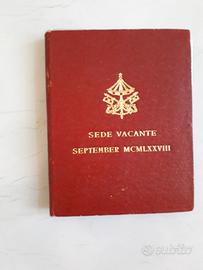 SEDE VACANTE
SEPTEMBER MCMLXXVIII
subito